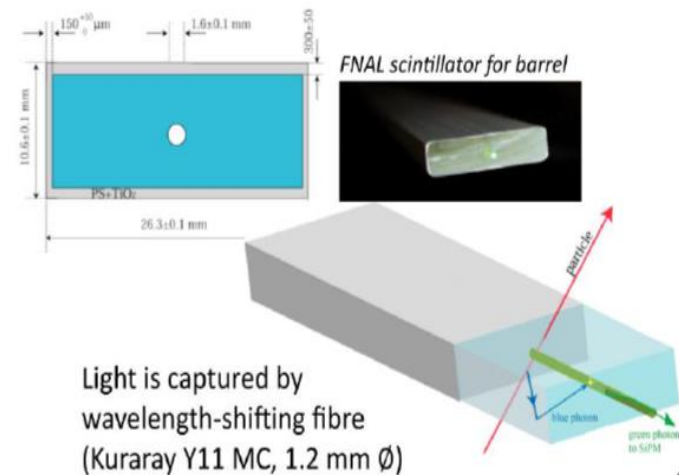 150 +50 -0 μm
1.6±0.1 mm
300±50
10.6±0.1 mm
PS+TiO2
26.3±0.1 mm
FNAL scintillator for barrel
particle
blue photon
green photon
to SiPM
Light is captured by
wavelength-shifting fibre
(Kuraray Y11 MC, 1.2 mm Ø)